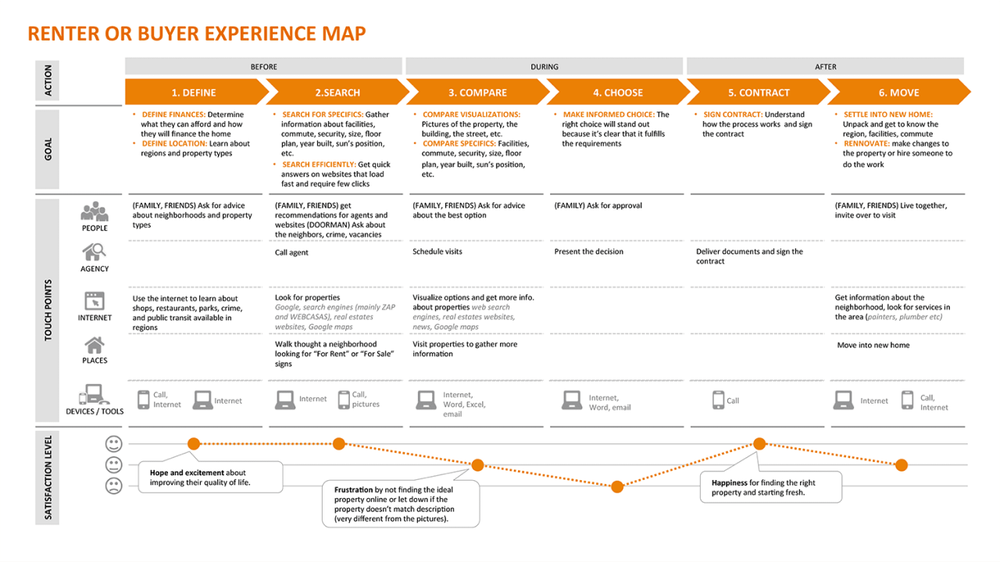 RENTER OR BUYER EXPERIENCE MAP
ACTION
BEFORE
DURING
AFTER
1. DEFINE
2.SEARCH
3. COMPARE
4. CHOOSE
5. CONTRACT
6. MOVE
GOAL
• DEFINE FINANCES: Determine
what they can afford and how
they will finance the home
• DEFINE LOCATION: Learn about
regions and property types
• SEARCH FOR SPECIFICS: Gather
information about facilities,
commute, security, size, floor
plan, year built, sun's position,
etc.
• SEARCH EFFICIENTLY: Get quick
answers on websites that load
fast and require few clicks
• COMPARE VISUALIZATIONS:
Pictures of the property, the
building, the street, etc.
• COMPARE SPECIFICS: Facilities,
commute, security, size, floor
plan, year built, sun's position,
etc.
• MAKE INFORMED CHOICE: The
right choice will stand out
because it's clear that it fulfills
the requirements
• SIGN CONTRACT: Understand
how the process works and sign
the contract
• SETTLE INTO NEW HOME:
Unpack and get to know the
region, facilities, commute
• RENNOVATE: make changes to
the property or hire someone to
do the work
TOUCH POINTS
PEOPLE
(FAMILY, FRIENDS) Ask for advice
about neighborhoods and property
types
(FAMILY, FRIENDS) get
recommendations for agents and
websites (DOORMAN) Ask about
the neighbors, crime, vacancies
(FAMILY, FRIENDS) Ask for advice
about the best option
(FAMILY) Ask for approval
(FAMILY, FRIENDS) Live together,
invite over to visit
AGENCY
Call agent
Schedule visits
Present the decision
Deliver documents and sign the
contract
INTERNET
Use the internet to learn about
shops, restaurants, parks, crime,
and public transit available in
regions
Look for properties
Google, search engines (mainly ZAP
and WEBCASAS), real estates
websites, Google maps
Visualize options and get more info.
about properties web search
engines, real estates websites,
news, Google maps
Get information about the
neighborhood, look for services in
the area (painters, plumber etc)
PLACES
Walk thought a neighborhood
looking for "For Rent" or "For Sale"
signs
Visit properties to gather more
information
Move into new home
DEVICES / TOOLS
Call,
Internet
Internet
Internet
Call,
pictures
Internet,
Word, Excel,
email
Internet,
Word, email
Call
Internet
Call,
Internet
SATISFACTION LEVEL
Hope and excitement about
improving their quality of life.
Frustration by not finding the ideal
property online or let down if the
property doesn't match description
(very different from the pictures).
Happiness for finding the right
property and starting fresh.